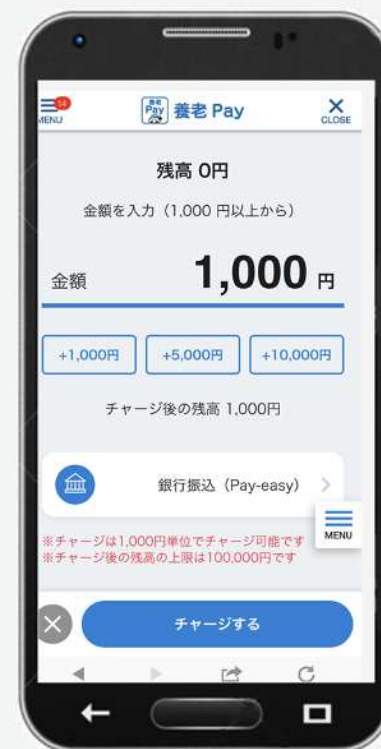 14
MENU
養老
Pay
養老 Pay
CLOSE
残高 0円
金額を入力（1,000 円以上から）
金額 1,000 円
+1,000円 +5,000円 +10,000円
チャージ後の残高 1,000円
銀行振込（Pay-easy）
MENU
※チャージは1,000円単位でチャージ可能です
※チャージ後の残高の上限は100,000円です
チャージする